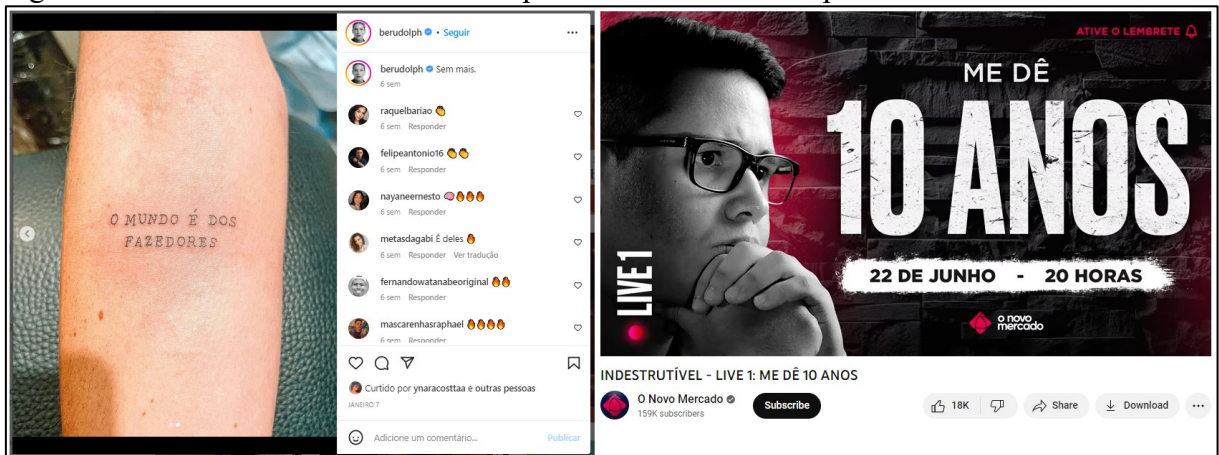 O MUNDO É DOS
FAZEDORES
berudolph • Seguir
berudolph Sem mais.
6 sem
raquelbariao
6 sem Responder
felipeantonio16
6 sem Responder
nayaneernesto
6 sem Responder
metasdagabi É deles
6 sem Responder Ver tradução
fernandowatanabeoriginal
6 sem Responder
mascarenhasraphael
6 sem Responder
Curtido por ynaracosttaa e outras pessoas
JANEIRO 7
Adicione um comentário... Publicar
ATIVE O LEMBRETE
ME DÊ
10 ANOS
LIVE 1
22 DE JUNHO - 20 HORAS
o novo
mercado
INDESTRUTÍVEL - LIVE 1: ME DÊ 10 ANOS
O Novo Mercado
159K subscribers
Subscribe
18K
Share
Download